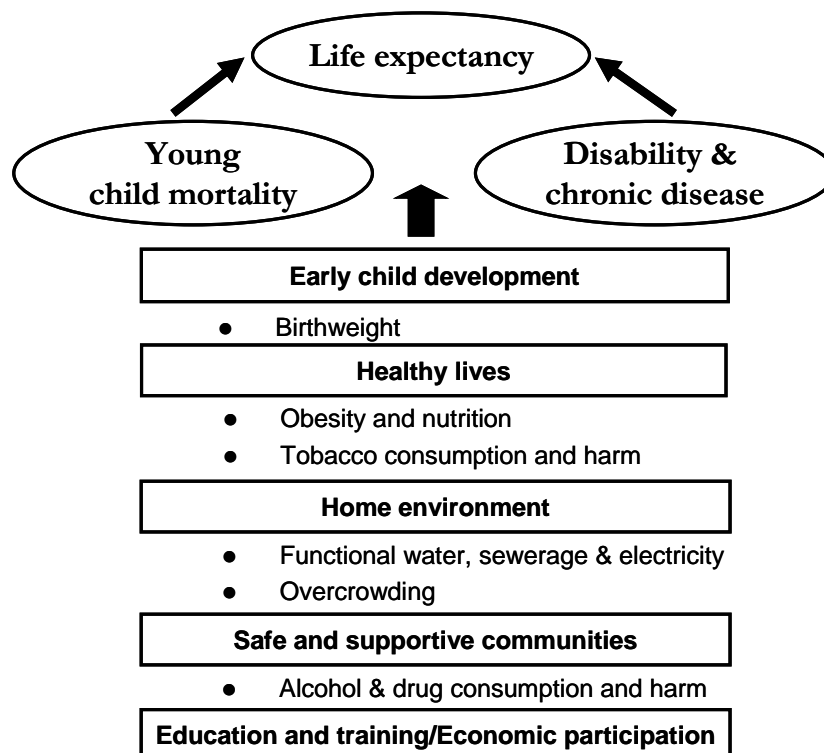 Life expectancy
Young
child mortality
Disability &
chronic disease
Early child development
● Birthweight
Healthy lives
● Obesity and nutrition
● Tobacco consumption and harm
Home environment
● Functional water, sewerage & electricity
● Overcrowding
Safe and supportive communities
● Alcohol & drug consumption and harm
Education and training/Economic participation